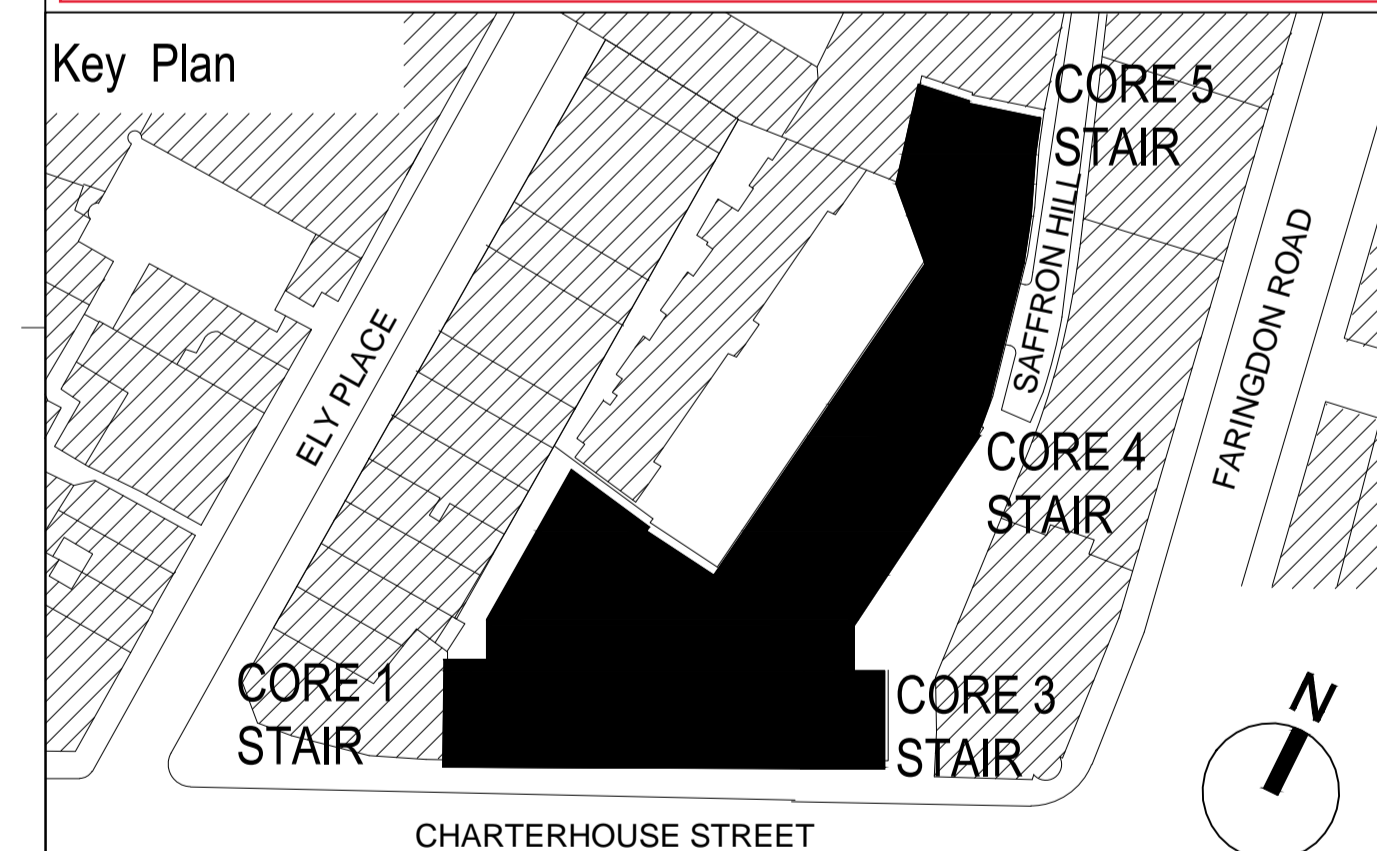 Key Plan
CORE 5
STAIR
SAFFRON HILL
FARINGDON ROAD
ELY PLACE
CORE 4
STAIR
CORE 1
STAIR
CORE 3
STAIR
N
CHARTERHOUSE STREET